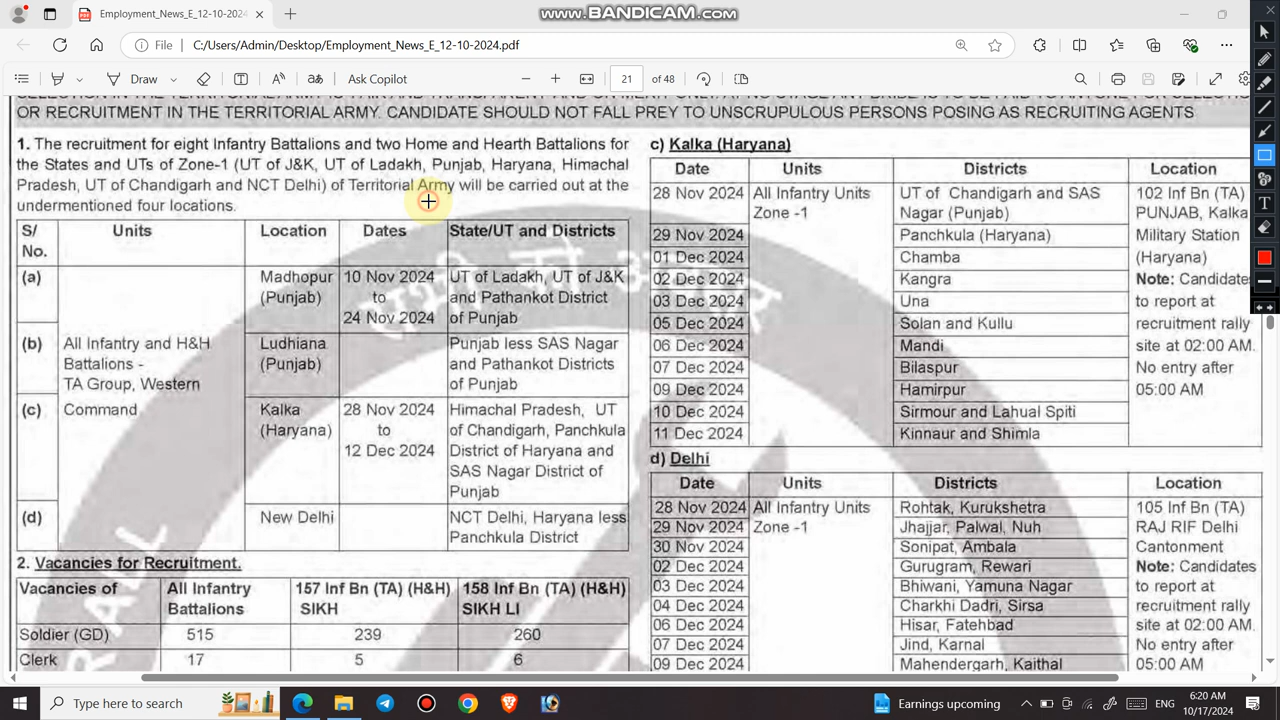 Employment_News_E_12-10-2024
www.BANDICAM.com
File
C:/Users/Admin/Desktop/Employment_News_E_12-10-2024.pdf
Draw
Ask Copilot
21 of 48
OR RECRUITMENT IN THE TERRITORIAL ARMY. CANDIDATE SHOULD NOT FALL PREY TO UNSCRUPULOUS PERSONS POSING AS RECRUITING AGENTS
1. The recruitment for eight Infantry Battalions and two Home and Hearth Battalions for
the States and UTs of Zone-1 (UT of J&K, UT of Ladakh, Punjab, Haryana, Himachal
Pradesh, UT of Chandigarh and NCT Delhi) of Territorial Army will be carried out at the
undermentioned four locations.
S/ No. Units Location Dates State/UT and Districts
(a) Madhopur (Punjab) 10 Nov 2024 to 24 Nov 2024 UT of Ladakh, UT of J&K and Pathankot District of Punjab
(b) All Infantry and H&H Battalions - TA Group, Western Ludhiana (Punjab) Punjab less SAS Nagar and Pathankot Districts of Punjab
(c) Command Kalka (Haryana) 28 Nov 2024 to 12 Dec 2024 Himachal Pradesh, UT of Chandigarh, Panchkula District of Haryana and SAS Nagar District of Punjab
(d) New Delhi NCT Delhi, Haryana less Panchkula District
2. Vacancies for Recruitment.
Vacancies of All Infantry Battalions 157 Inf Bn (TA) (H&H) SIKH 158 Inf Bn (TA) (H&H) SIKH LI
Soldier (GD) 515 239 260
Clerk 17 5 6
c) Kalka (Haryana)
Date Units Districts Location
28 Nov 2024 All Infantry Units UT of Chandigarh and SAS 102 Inf Bn (TA)
Zone -1 Nagar (Punjab) PUNJAB, Kalka
29 Nov 2024 Panchkula (Haryana) Military Station
01 Dec 2024 Chamba (Haryana)
02 Dec 2024 Kangra Note: Candidates
03 Dec 2024 Una to report at
05 Dec 2024 Solan and Kullu recruitment rally
06 Dec 2024 Mandi site at 02:00 AM.
07 Dec 2024 Bilaspur No entry after
09 Dec 2024 Hamirpur 05:00 AM
10 Dec 2024 Sirmour and Lahual Spiti
11 Dec 2024 Kinnaur and Shimla
d) Delhi
Date Units Districts Location
28 Nov 2024 All Infantry Units Rohtak, Kurukshetra 105 Inf Bn (TA)
29 Nov 2024 Zone -1 Jhajjar, Palwal, Nuh RAJ RIF Delhi
30 Nov 2024 Sonipat, Ambala Cantonment
02 Dec 2024 Gurugram, Rewari Note: Candidates
03 Dec 2024 Bhiwani, Yamuna Nagar to report at
04 Dec 2024 Charkhi Dadri, Sirsa recruitment rally
06 Dec 2024 Hisar, Fatehbad site at 02:00 AM.
07 Dec 2024 Jind, Karnal No entry after
09 Dec 2024 Mahendergarh, Kaithal 05:00 AM
Type here to search
Earnings upcoming
6:20 AM
10/17/2024